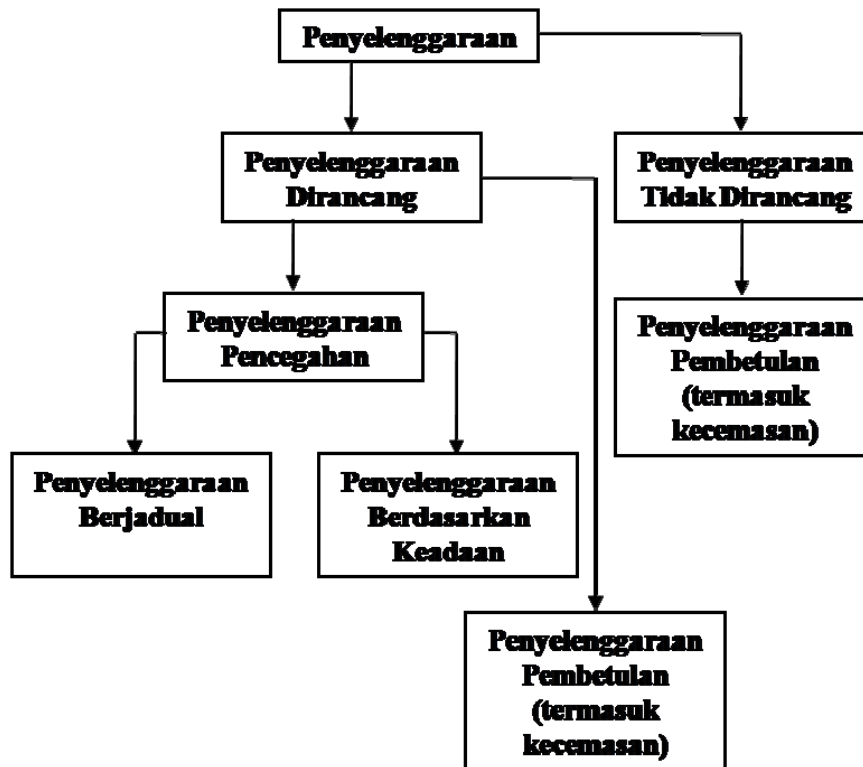 Penyelenggaraan
Penyelenggaraan
Dirancang
Penyelenggaraan
Tidak Dirancang
Penyelenggaraan
Pencegahan
Penyelenggaraan
Pembetulan
(termasuk
kecemasan)
Penyelenggaraan
Berjadual
Penyelenggaraan
Berdasarkan
Keadaan
Penyelenggaraan
Pembetulan
(termasuk
kecemasan)